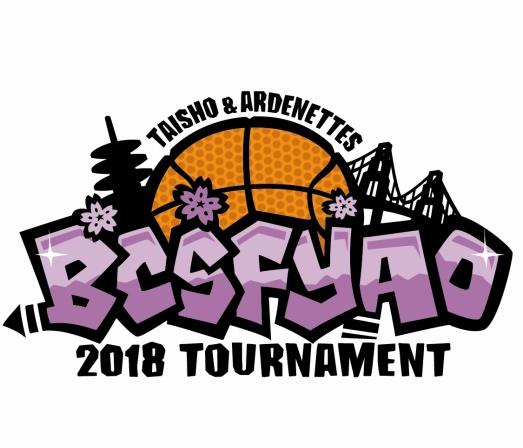 TAISHO & ARDENETTES
BCSFYAO
2018 TOURNAMENT